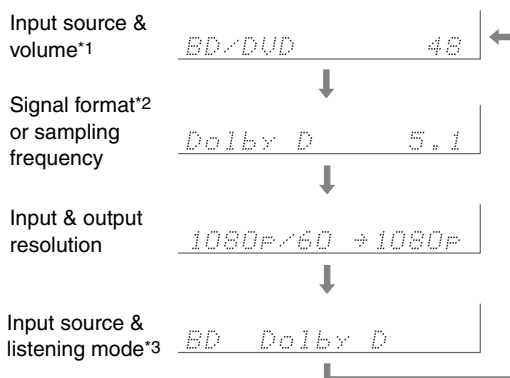 Input source &
volume*1
BD/DVD 48
Signal format*2
or sampling
frequency
Dolby D 5.1
Input & output
resolution
1080p/60 →1080p
Input source &
listening mode*3
BD Dolby D